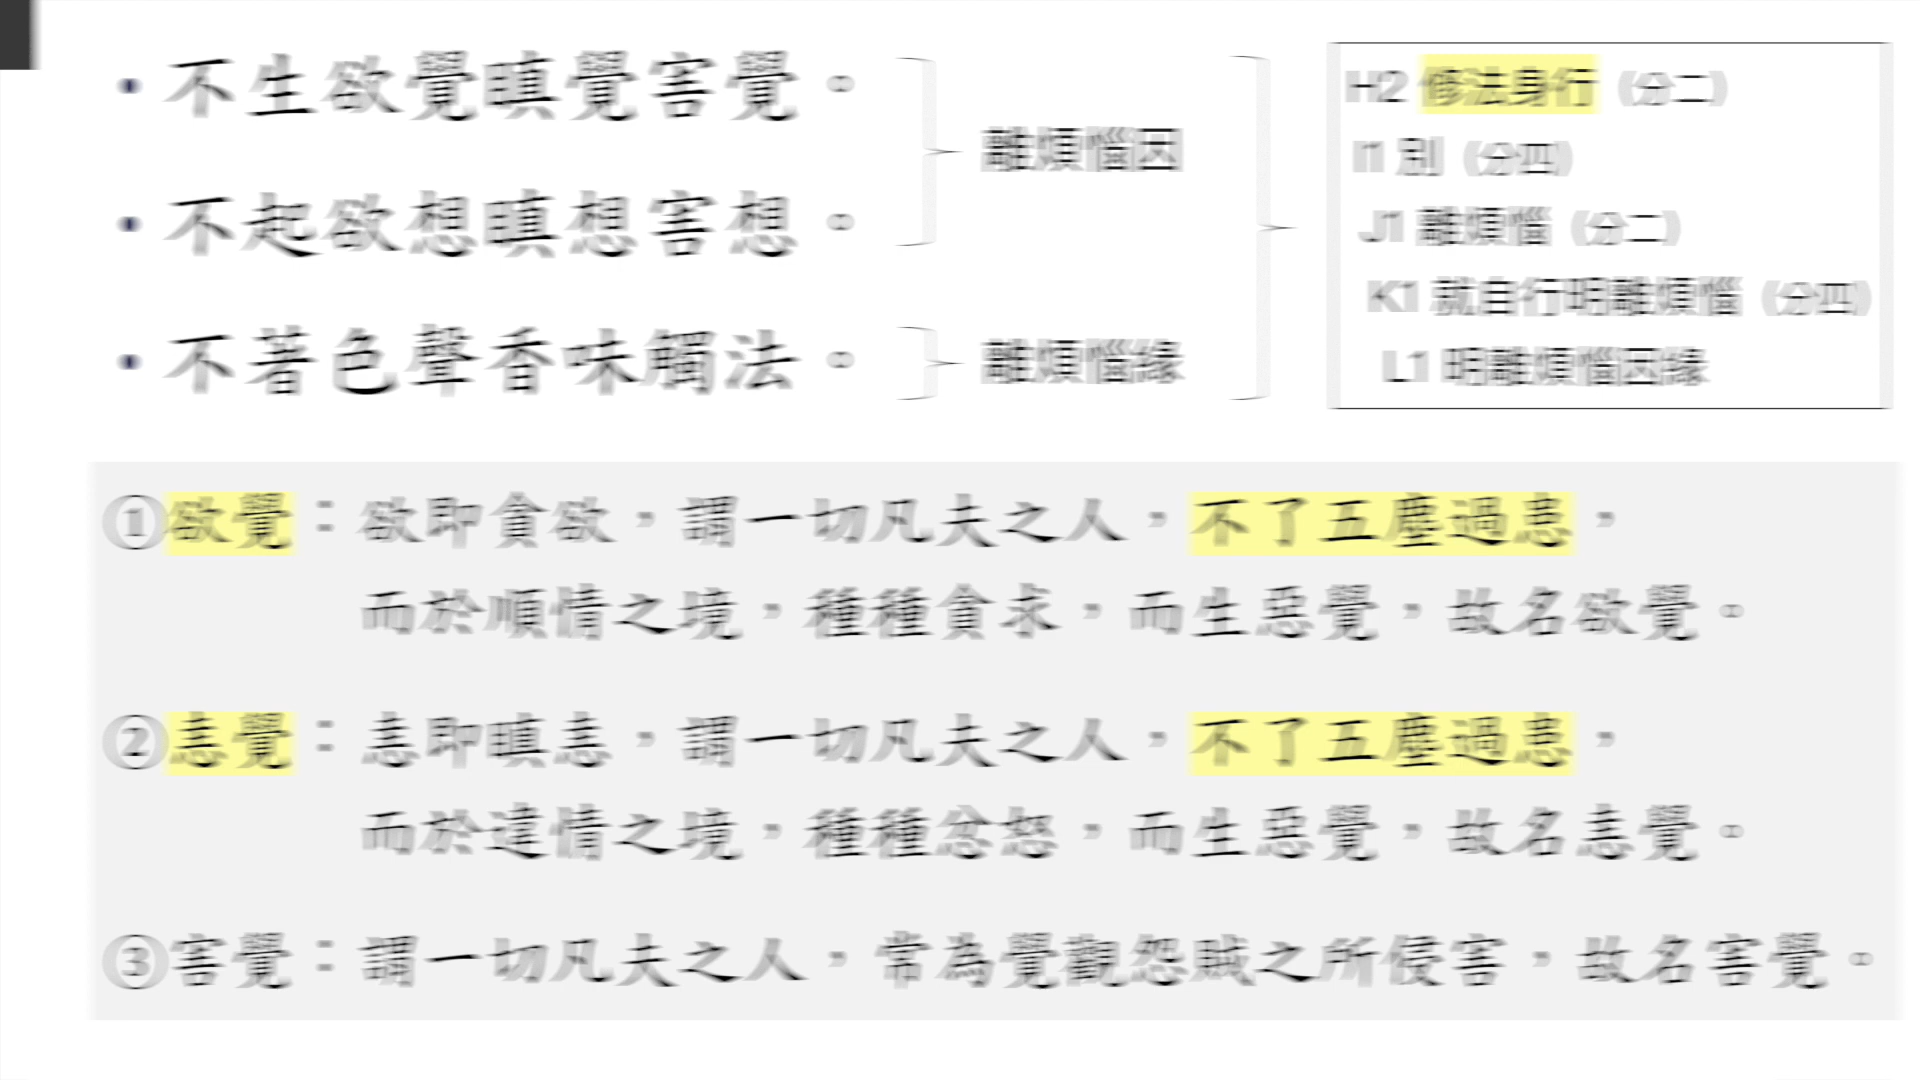 • 不生欲覺瞋覺害覺。
• 不起欲想瞋想害想。
離煩惱因
• 不著色聲香味觸法。
離煩惱緣
H2 修法身行（分二）
I1 別（分四）
J1 離煩惱（分二）
K1 就自行明離煩惱（分四）
L1 明離煩惱因緣
①欲覺：欲即貪欲，謂一切凡夫之人，不了五塵過患，
而於順情之境，種種貪求，而生惡覺，故名欲覺。
②恚覺：恚即瞋恚，謂一切凡夫之人，不了五塵過患，
而於違情之境，種種忿怒，而生惡覺，故名恚覺。
③害覺：謂一切凡夫之人，常為覺觀怨賊之所侵害，故名害覺。